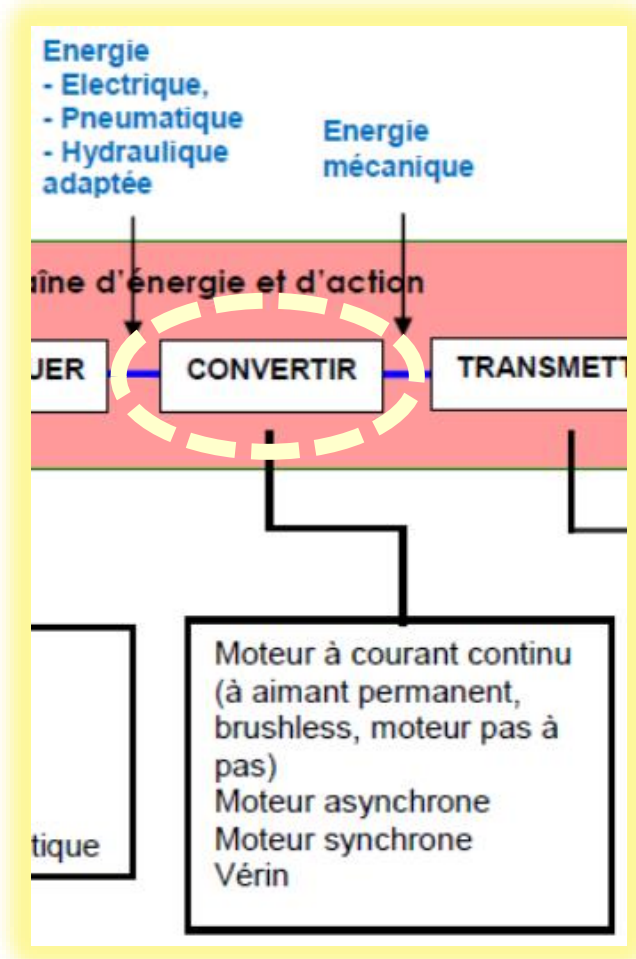 Energie
- Electrique,
- Pneumatique
- Hydraulique
adaptée
Energie
mécanique
aîne d'énergie et d'action
UER
CONVERTIR
TRANSMETT
Moteur à courant continu
(à aimant permanent,
brushless, moteur pas à
pas)
Moteur asynchrone
Moteur synchrone
Vérin
tique